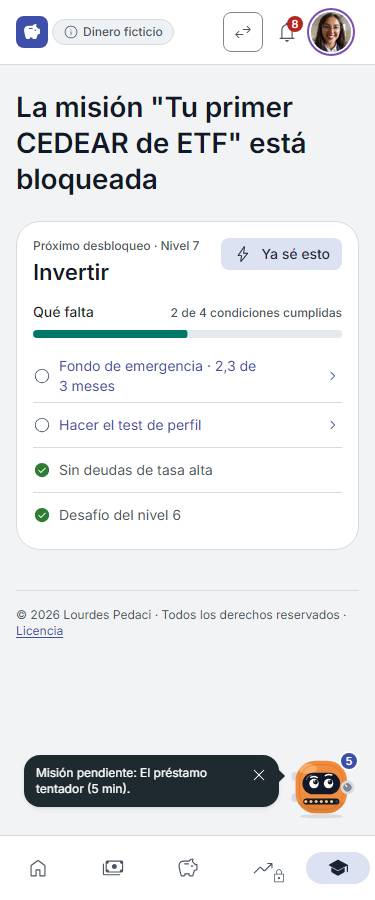 Dinero ficticio
8
La misión "Tu primer
CEDEAR de ETF" está
bloqueada
Próximo desbloqueo · Nivel 7
Invertir
Ya sé esto
Qué falta
2 de 4 condiciones cumplidas
Fondo de emergencia · 2,3 de
3 meses
Hacer el test de perfil
Sin deudas de tasa alta
Desafío del nivel 6
© 2026 Lourdes Pedaci · Todos los derechos reservados ·
Licencia
Misión pendiente: El préstamo
tentador (5 min).
5